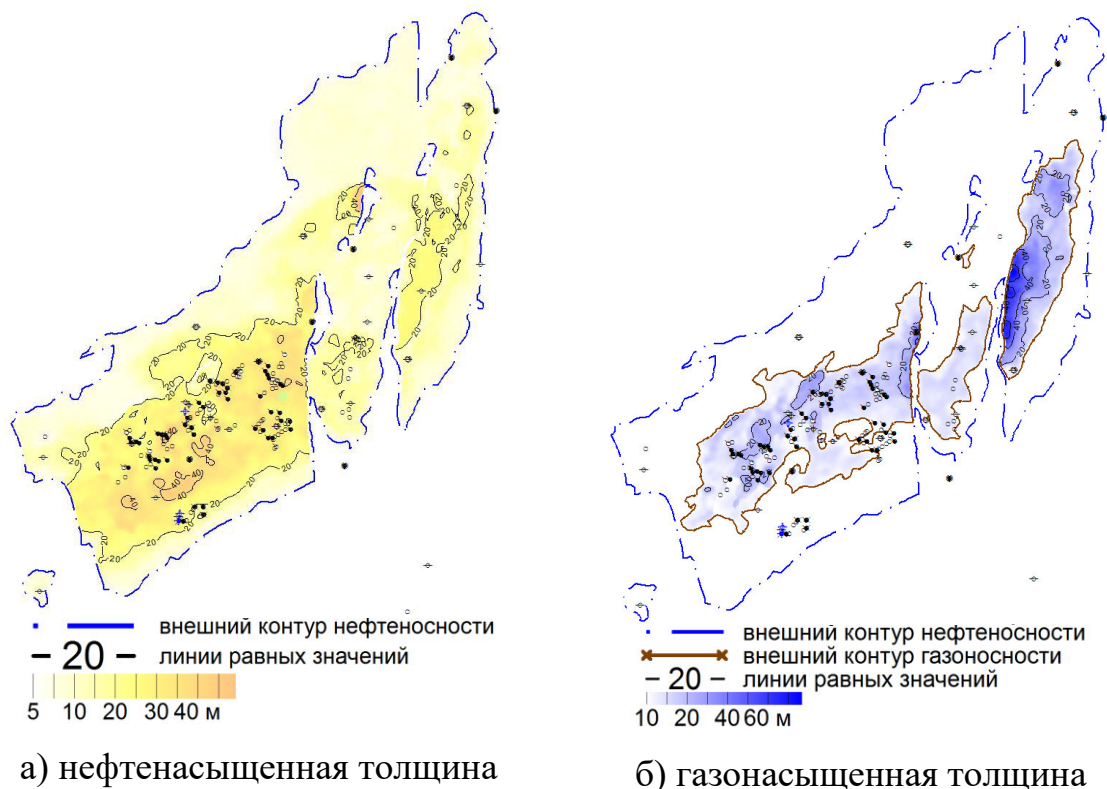 внешний контур нефтеносности
20 линии равных значений
5 10 20 30 40 м
а) нефтенасыщенная толщина
внешний контур нефтеносности
внешний контур газоносности
20 линии равных значений
10 20 40 60 м
б) газонасыщенная толщина